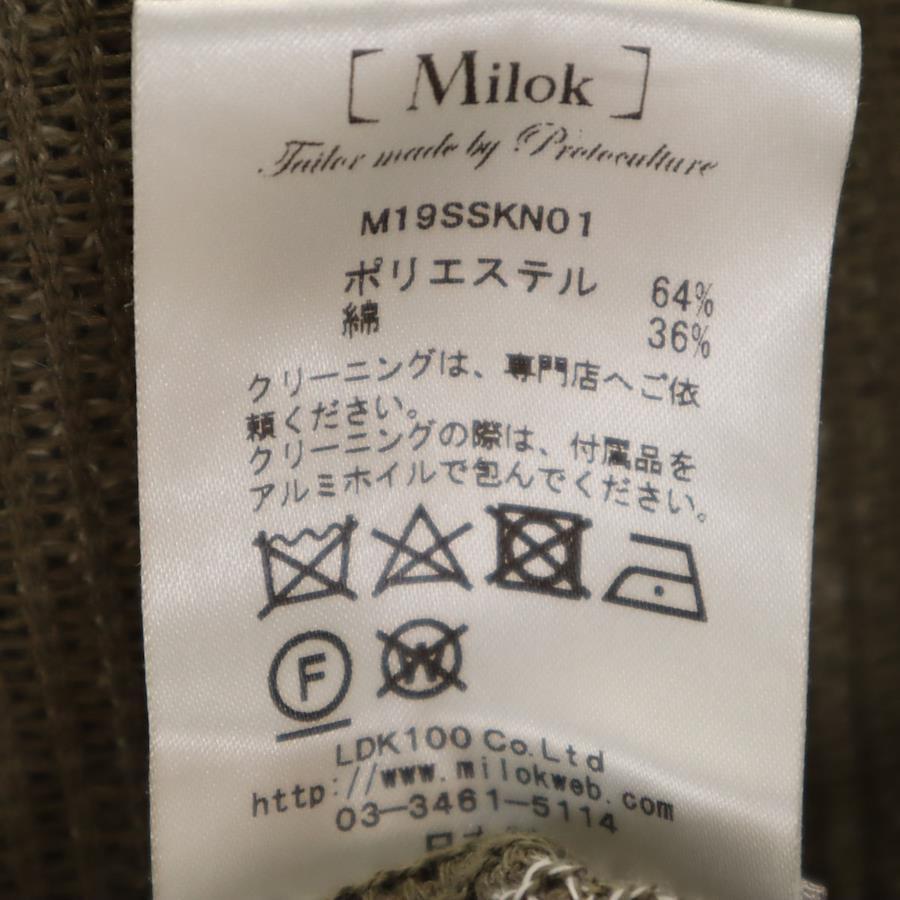 [ Milok ]
Tailor made by Protoculture
M19SSKN01
ポリエステル 64%
綿 36%
クリーニングは、専門店へご依
頼ください。
クリーニングの際は、付属品を
アルミホイルで包んでください。
F W
LDK100 Co.Ltd
http://www.milokweb.com
03-3461-5114